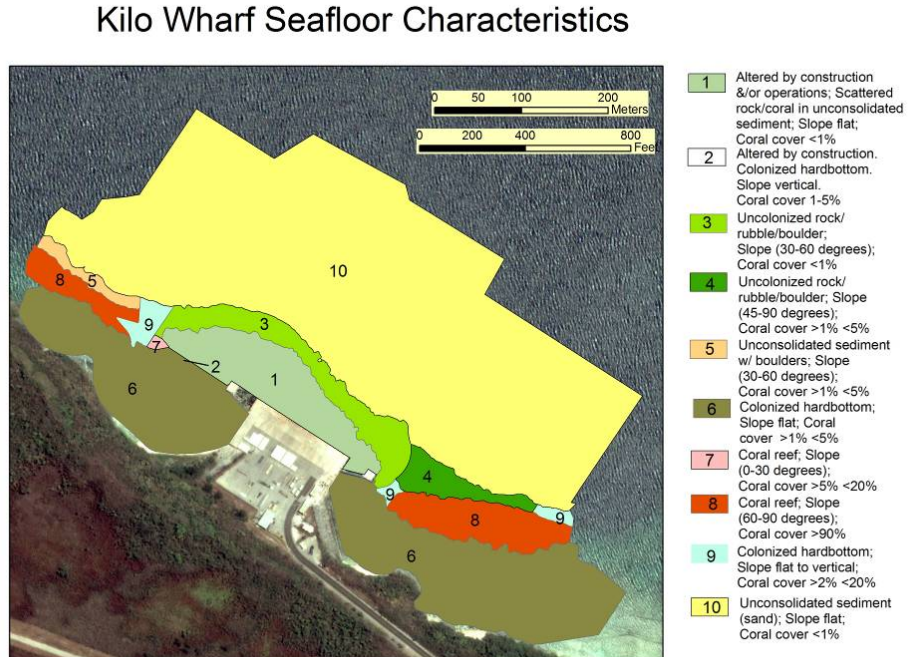 Kilo Wharf Seafloor Characteristics
0 50 100 200
Meters
0 200 400 800
Feet
10
8
5
9
3
7
2
1
6
4
9
8
9
6
1 Altered by construction
&/or operations; Scattered
rock/coral in unconsolidated
sediment; Slope flat;
Coral cover <1%
2 Altered by construction.
Colonized hardbottom.
Slope vertical.
Coral cover 1-5%
3 Uncolonized rock/
rubble/boulder;
Slope (30-60 degrees);
Coral cover <1%
4 Uncolonized rock/
rubble/boulder; Slope
(45-90 degrees);
Coral cover >1% <5%
5 Unconsolidated sediment
w/ boulders; Slope
(30-60 degrees);
Coral cover >1% <5%
6 Colonized hardbottom;
Slope flat; Coral
cover >1% <5%
7 Coral reef; Slope
(0-30 degrees);
Coral cover >5% <20%
8 Coral reef; Slope
(60-90 degrees);
Coral cover >90%
9 Colonized hardbottom;
Slope flat to vertical;
Coral cover >2% <20%
10 Unconsolidated sediment
(sand); Slope flat;
Coral cover <1%